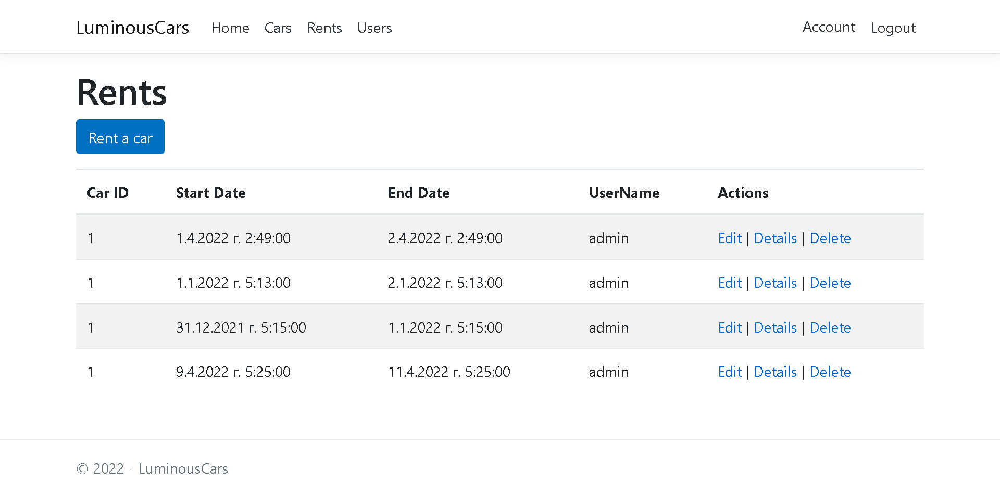 LuminousCars Home Cars Rents Users Account Logout
Rents
Rent a car
Car ID Start Date End Date UserName Actions
1 1.4.2022 г. 2:49:00 2.4.2022 г. 2:49:00 admin Edit | Details | Delete
1 1.1.2022 г. 5:13:00 2.1.2022 г. 5:13:00 admin Edit | Details | Delete
1 31.12.2021 г. 5:15:00 1.1.2022 г. 5:15:00 admin Edit | Details | Delete
1 9.4.2022 г. 5:25:00 11.4.2022 г. 5:25:00 admin Edit | Details | Delete
© 2022 - LuminousCars